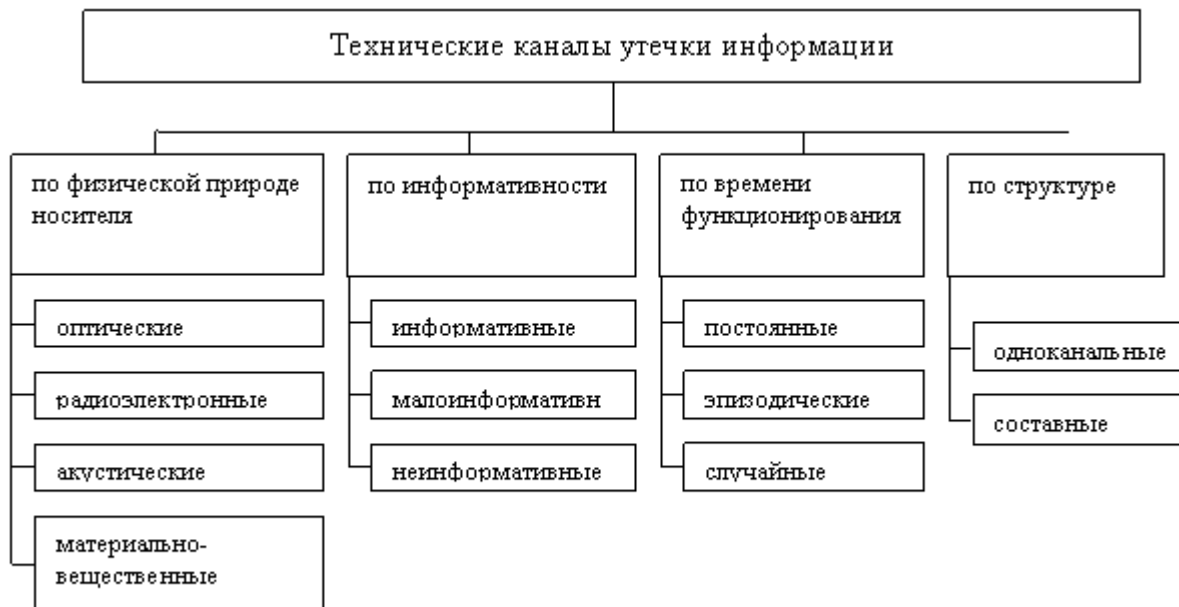 Технические каналы утечки информации
по физической природе
носителя
оптические
радиоэлектронные
акустические
материально-
вещественные
по информативности
информативные
малоинформативн
неинформативные
по времени
функционирования
постоянные
эпизодические
случайные
по структуре
одноканальные
составные